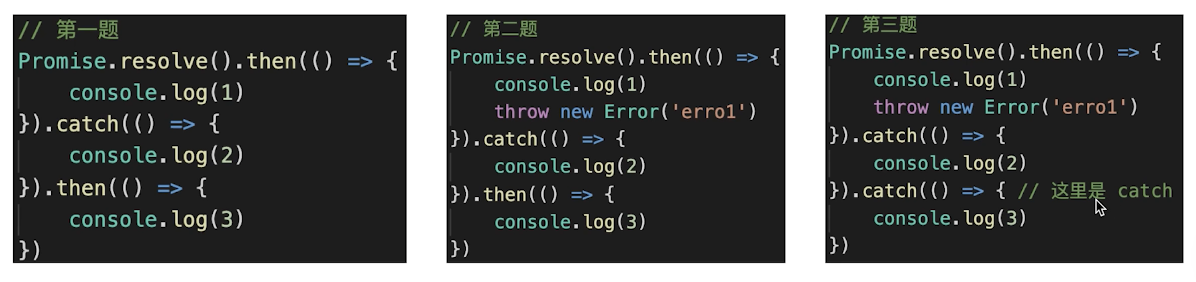 // 第一题
Promise.resolve().then(() => {
    console.log(1)
}).catch(() => {
    console.log(2)
}).then(() => {
    console.log(3)
})
// 第二题
Promise.resolve().then(() => {
    console.log(1)
    throw new Error('erro1')
}).catch(() => {
    console.log(2)
}).then(() => {
    console.log(3)
})
// 第三题
Promise.resolve().then(() => {
    console.log(1)
    throw new Error('erro1')
}).catch(() => {
    console.log(2)
}).catch(() => { // 这里是 catch
    console.log(3)
})